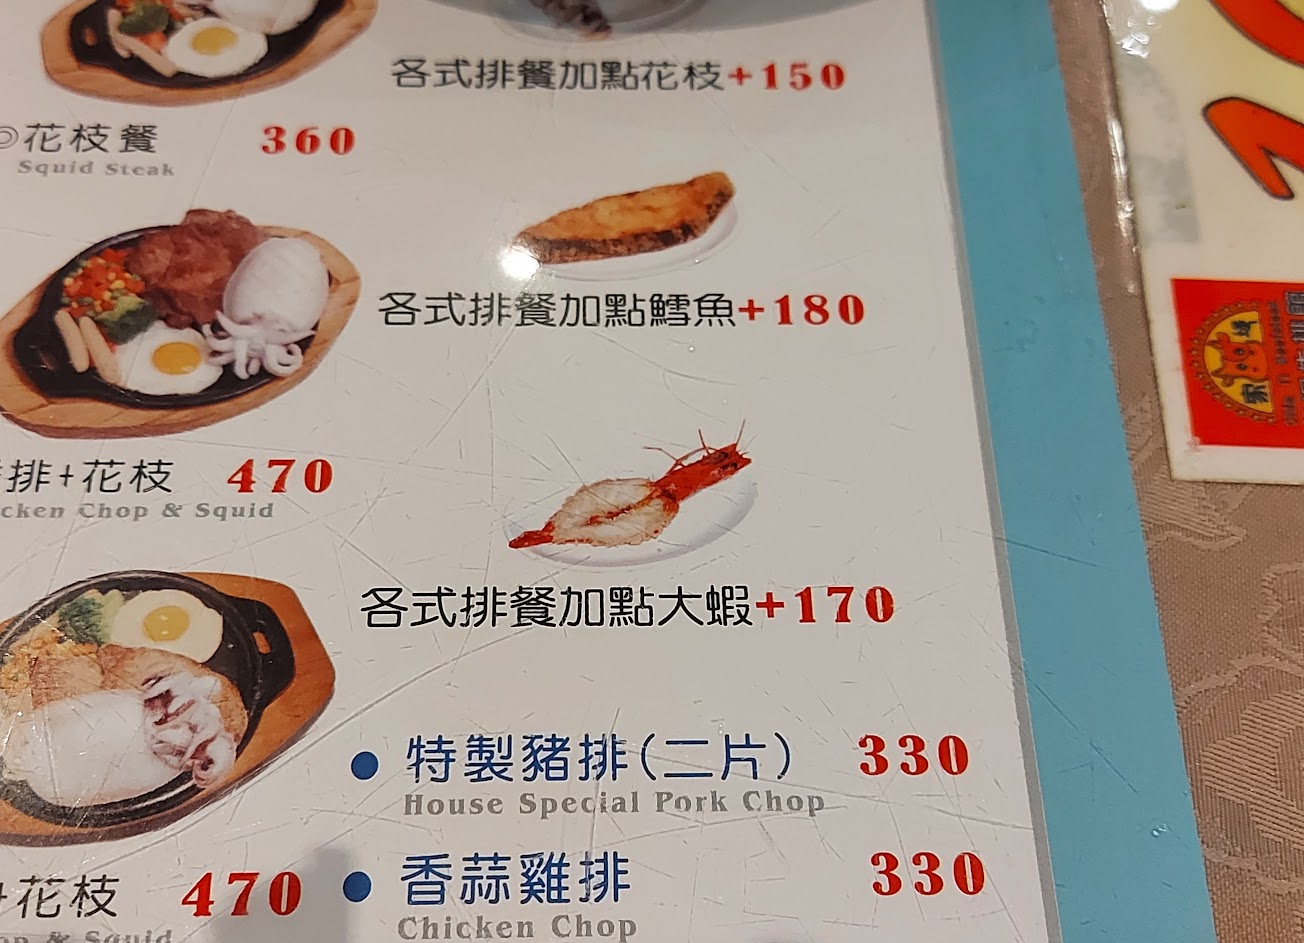 各式排餐加點花枝+150
◎花枝餐 360
Squid Steak
各式排餐加點鱈魚+180
排+花枝 470
cken Chop & Squid
各式排餐加點大蝦+170
特製豬排(二片) 330
House Special Pork Chop
+花枝 470
香蒜雞排 330
Chicken Chop
op & Squid